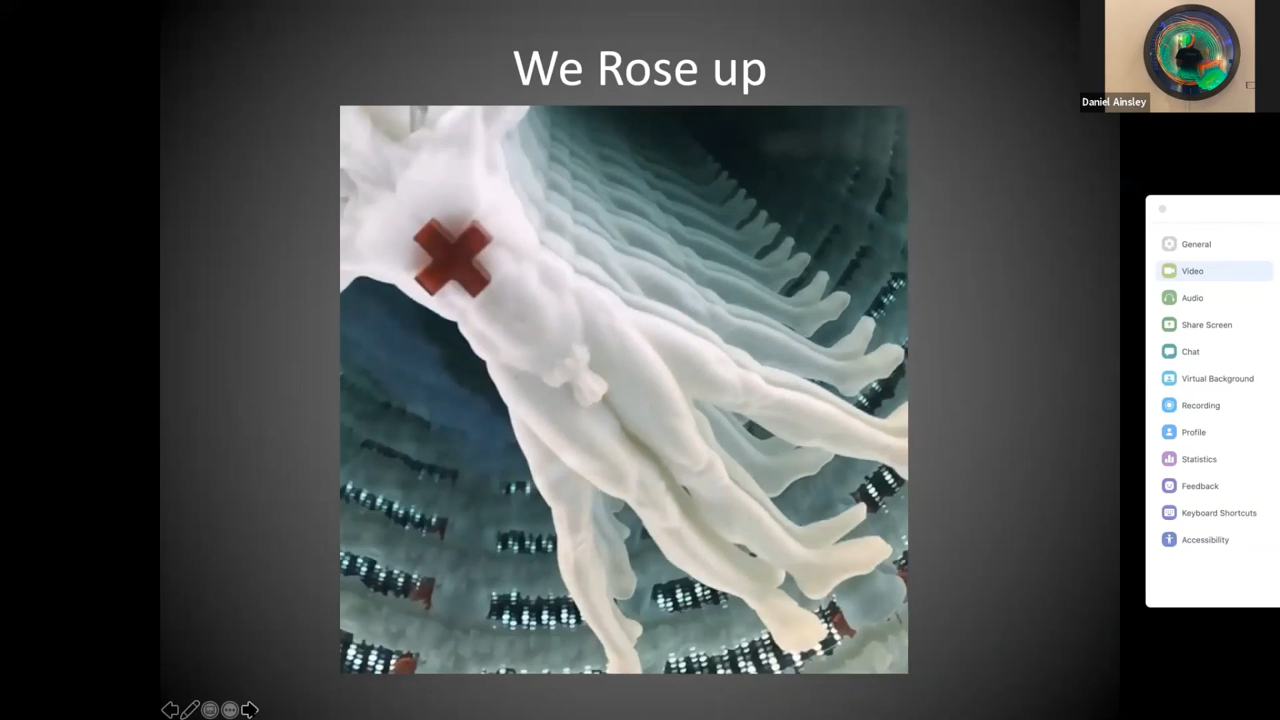 We Rose up
Daniel Ainsley
General
Video
Audio
Share Screen
Chat
Virtual Background
Recording
Profile
Statistics
Feedback
Keyboard Shortcuts
Accessibility